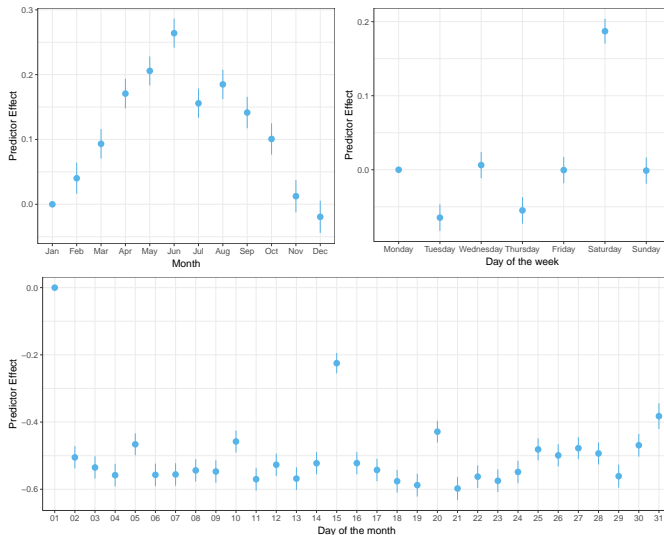 0.3
0.2
0.1
0.0
Predictor Effect
Jan Feb Mar Apr May Jun Jul Aug Sep Oct Nov Dec
Month
0.2
0.1
0.0
Predictor Effect
Monday Tuesday Wednesday Thursday Friday Saturday Sunday
Day of the week
0.0
−0.2
−0.4
−0.6
Predictor Effect
01 02 03 04 05 06 07 08 09 10 11 12 13 14 15 16 17 18 19 20 21 22 23 24 25 26 27 28 29 30 31
Day of the month